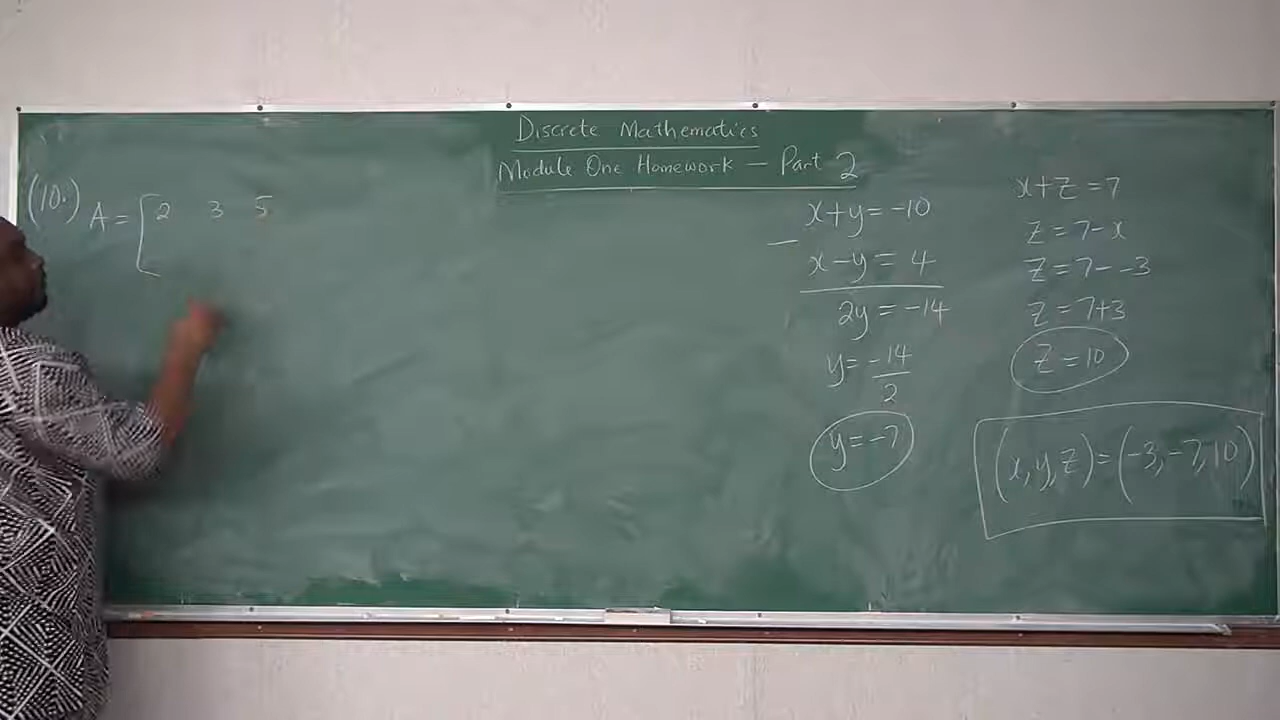 Discrete Mathematics
Module One Homework — Part 2
(10.) A = [2 3 5
x+y=-10
— x-y=4
2y=-14
y=-14/2
y=-7
x+z=7
z=7-x
z=7--3
z=7+3
z=10
(x,y,z)=(-3,-7,10)